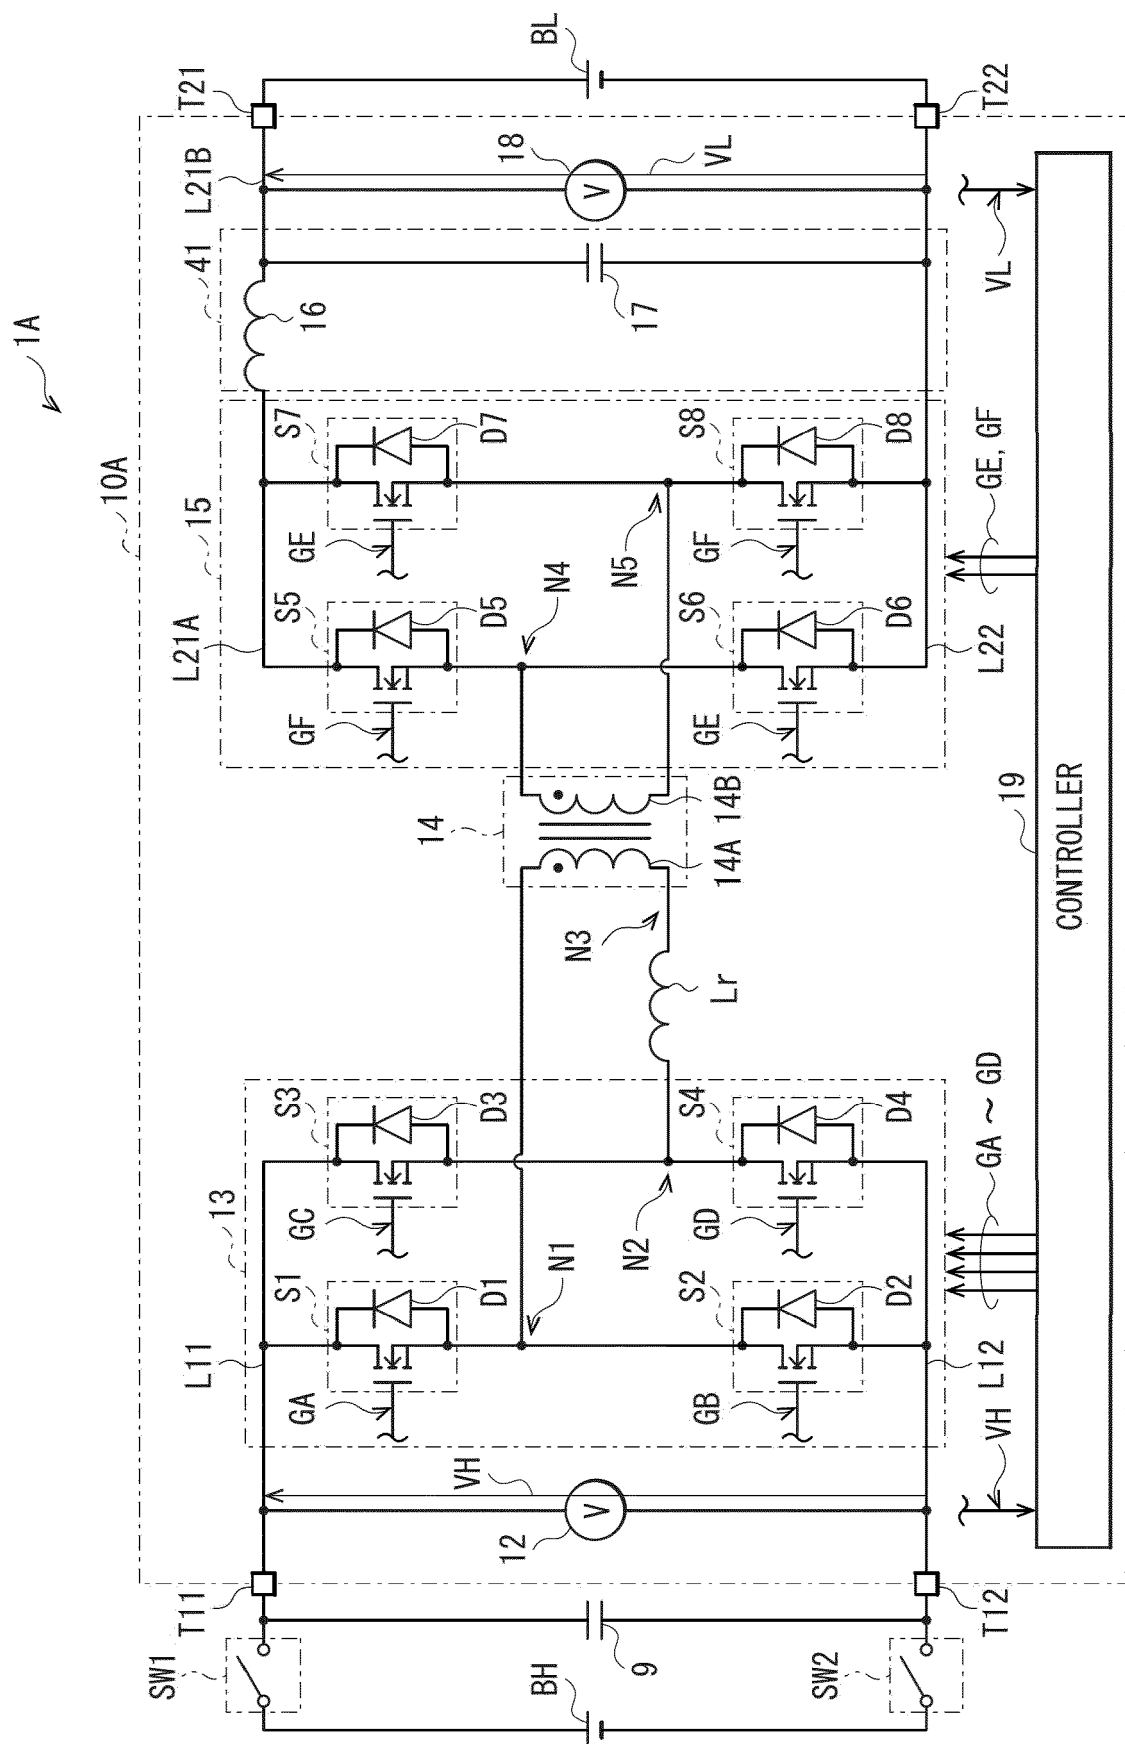 1A
10A
13
15
41
SW1
T11
L11
S1
S3
L21A
S5
S7
L21B
T21
GA
GC
GF
GE
D1
D3
D5
D7
16
VH
N1
14
N4
18
BH
12
V
V
BL
9
N2
N3
Lr
14A
14B
N5
17
VL
S2
S4
S6
S8
GB
GD
GE
GF
SW2
T12
D2
D4
D6
D8
T22
L12
L22
VH
GA ~ GD
GE, GF
VL
19
CONTROLLER